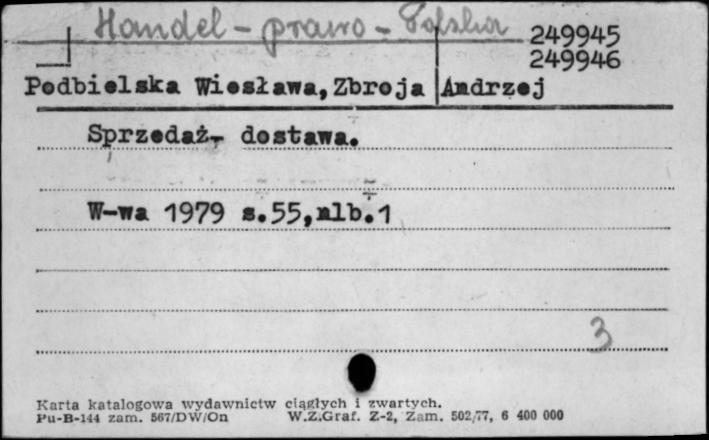 Handel - prawo - Polska 249945
249946
Podbielska Wiesława, Zbroja Andrzej
Sprzedaż- dostawa.
W-wa 1979 s.55,nlb.1
3
Karta katalogowa wydawnictw ciągłych i zwartych.
Pu-B-144 zam. 567/DW/On W.Z.Graf. Z-2, Zam. 502/77, 6 400 000